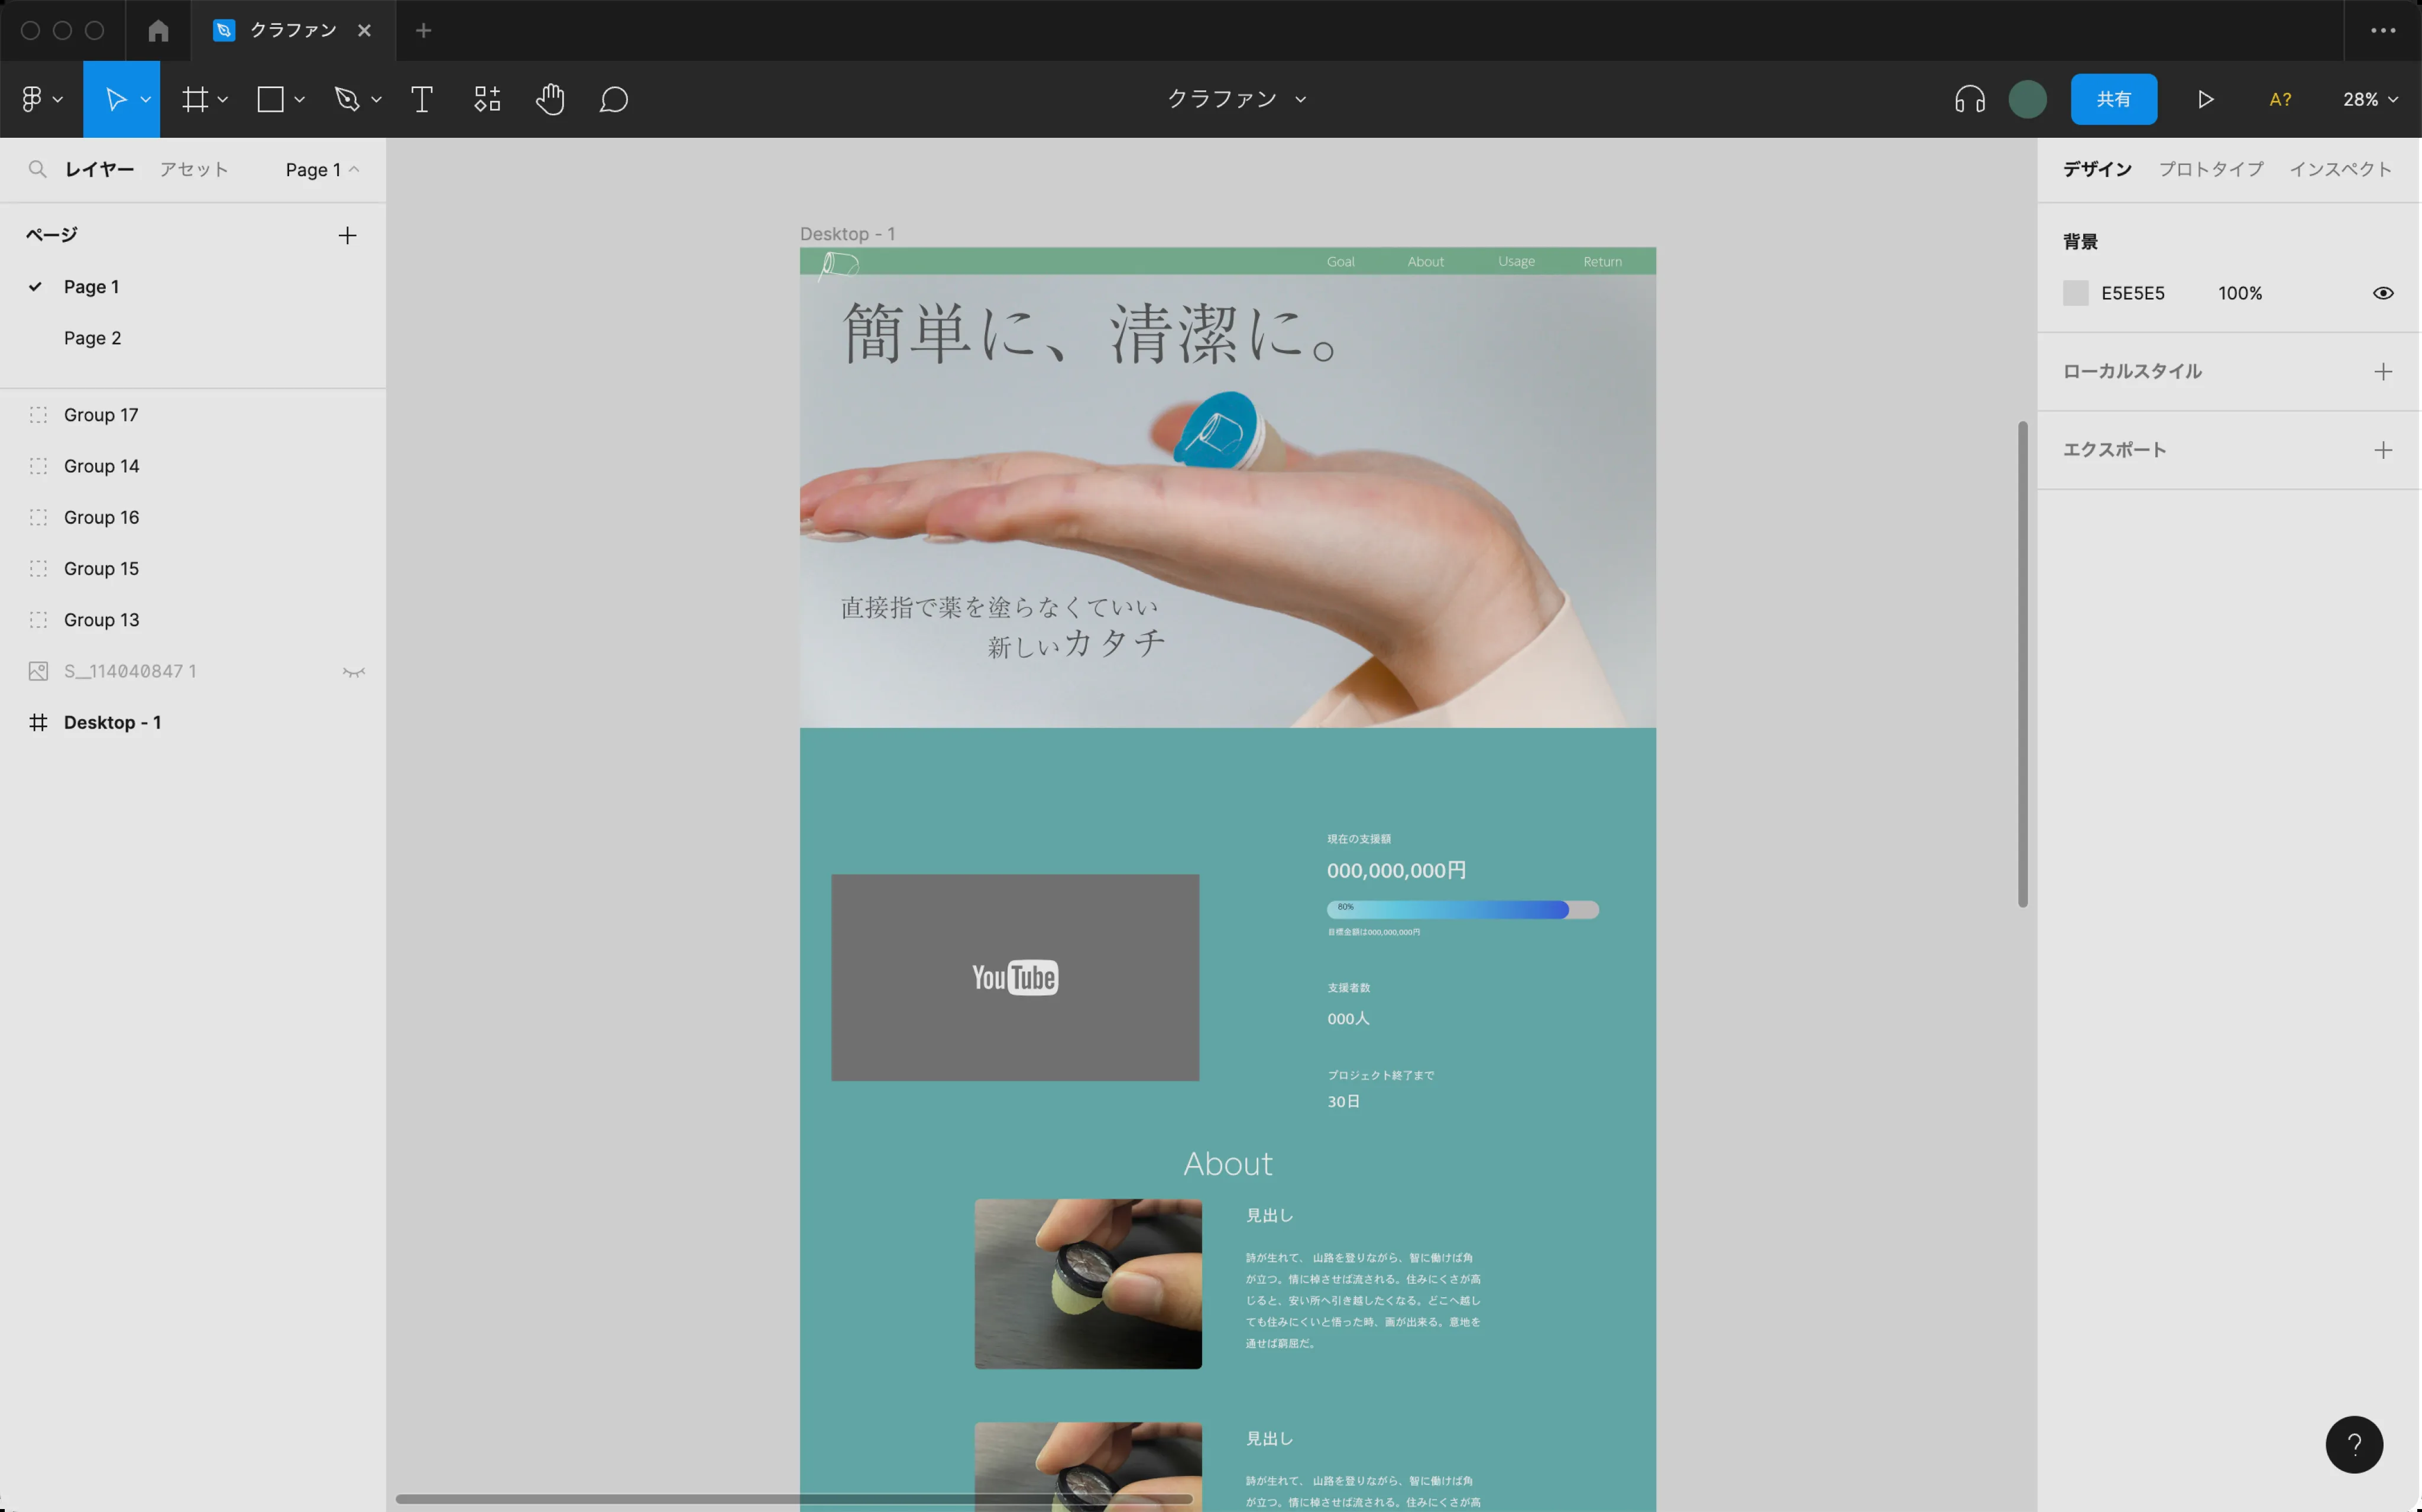 クラファン
クラファン
共有
A?
28%
レイヤー
アセット
Page 1
ページ
Page 1
Page 2
Group 17
Group 14
Group 16
Group 15
Group 13
S__114040847 1
Desktop - 1
Desktop - 1
Goal
About
Usage
Return
簡単に、清潔に。
直接指で薬を塗らなくていい
新しいカタチ
YouTube
現在の支援額
000,000,000円
80%
目標金額は000,000,000円
支援者数
000人
プロジェクト終了まで
30日
About
見出し
詩が生れて、 山路を登りながら、智に働けば角
が立つ。情に棹させば流される。住みにくさが高
じると、安い所へ引き越したくなる。どこへ越し
ても住みにくいと悟った時、画が出来る。意地を
通せば窮屈だ。
見出し
詩が生れて、 山路を登りながら、智に働けば角
が立つ。情に棹させば流される。住みにくさが高
デザイン
プロトタイプ
インスペクト
背景
E5E5E5
100%
ローカルスタイル
エクスポート
?